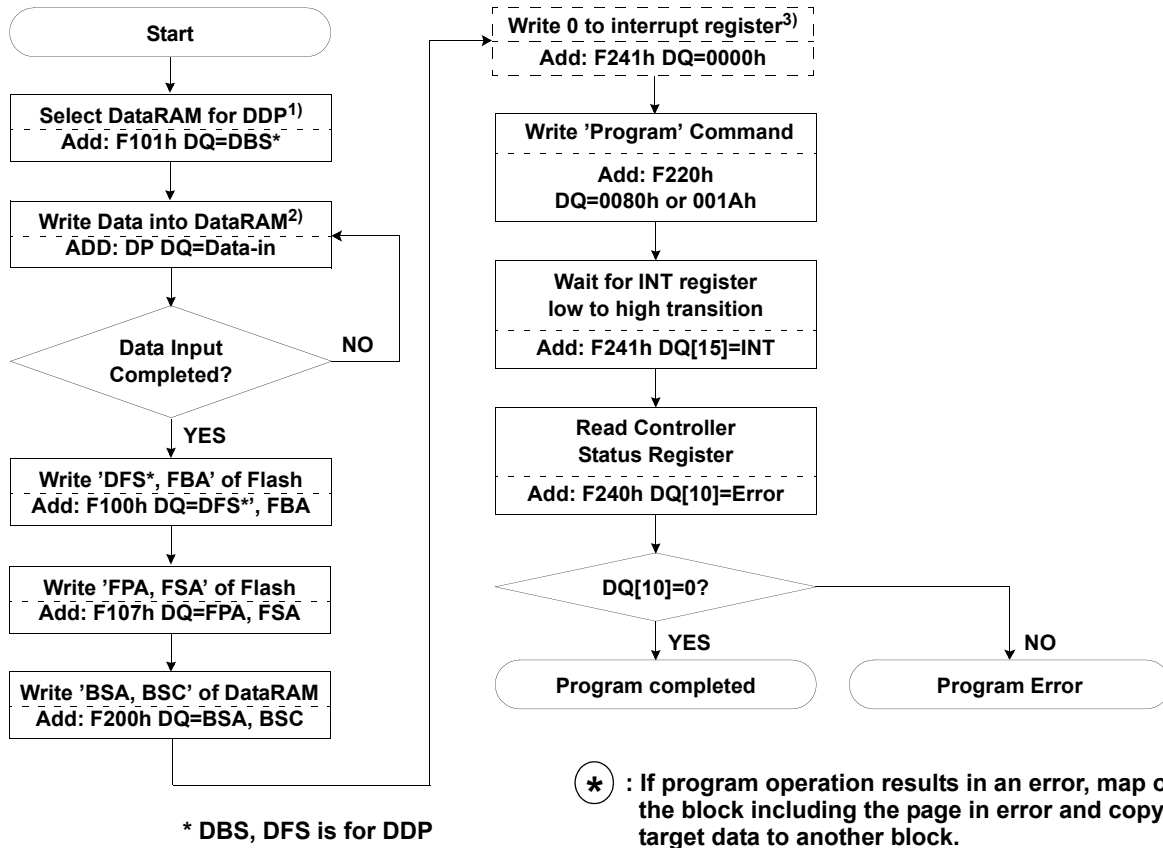 Start
Select DataRAM for DDP1)
Add: F101h DQ=DBS*
Write Data into DataRAM2)
ADD: DP DQ=Data-in
Data Input
Completed?
NO
YES
Write ’DFS*, FBA’ of Flash
Add: F100h DQ=DFS*’, FBA
Write ’FPA, FSA’ of Flash
Add: F107h DQ=FPA, FSA
Write ’BSA, BSC’ of DataRAM
Add: F200h DQ=BSA, BSC
Write 0 to interrupt register3)
Add: F241h DQ=0000h
Write ’Program’ Command
Add: F220h
DQ=0080h or 001Ah
Wait for INT register
low to high transition
Add: F241h DQ[15]=INT
Read Controller
Status Register
Add: F240h DQ[10]=Error
DQ[10]=0?
YES
NO
Program completed
Program Error
* : If program operation results in an error, map o
the block including the page in error and copy
target data to another block.
* DBS, DFS is for DDP